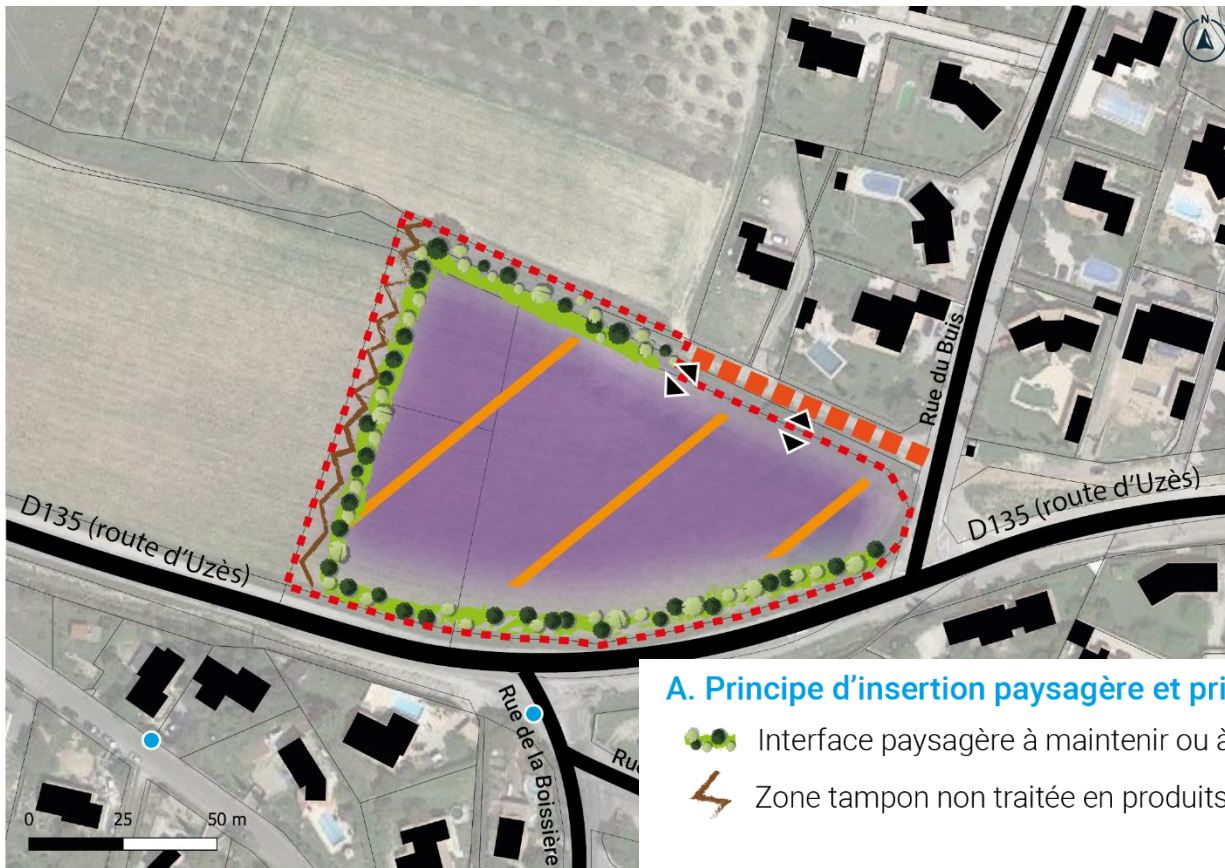 N
Rue du Buis
D135 (route d'Uzès)
D135 (route d'Uzès)
Rue de la Boissière
0 25 50 m
A. Principe d'insertion paysagère et pri
Interface paysagère à maintenir ou à
Zone tampon non traitée en produits